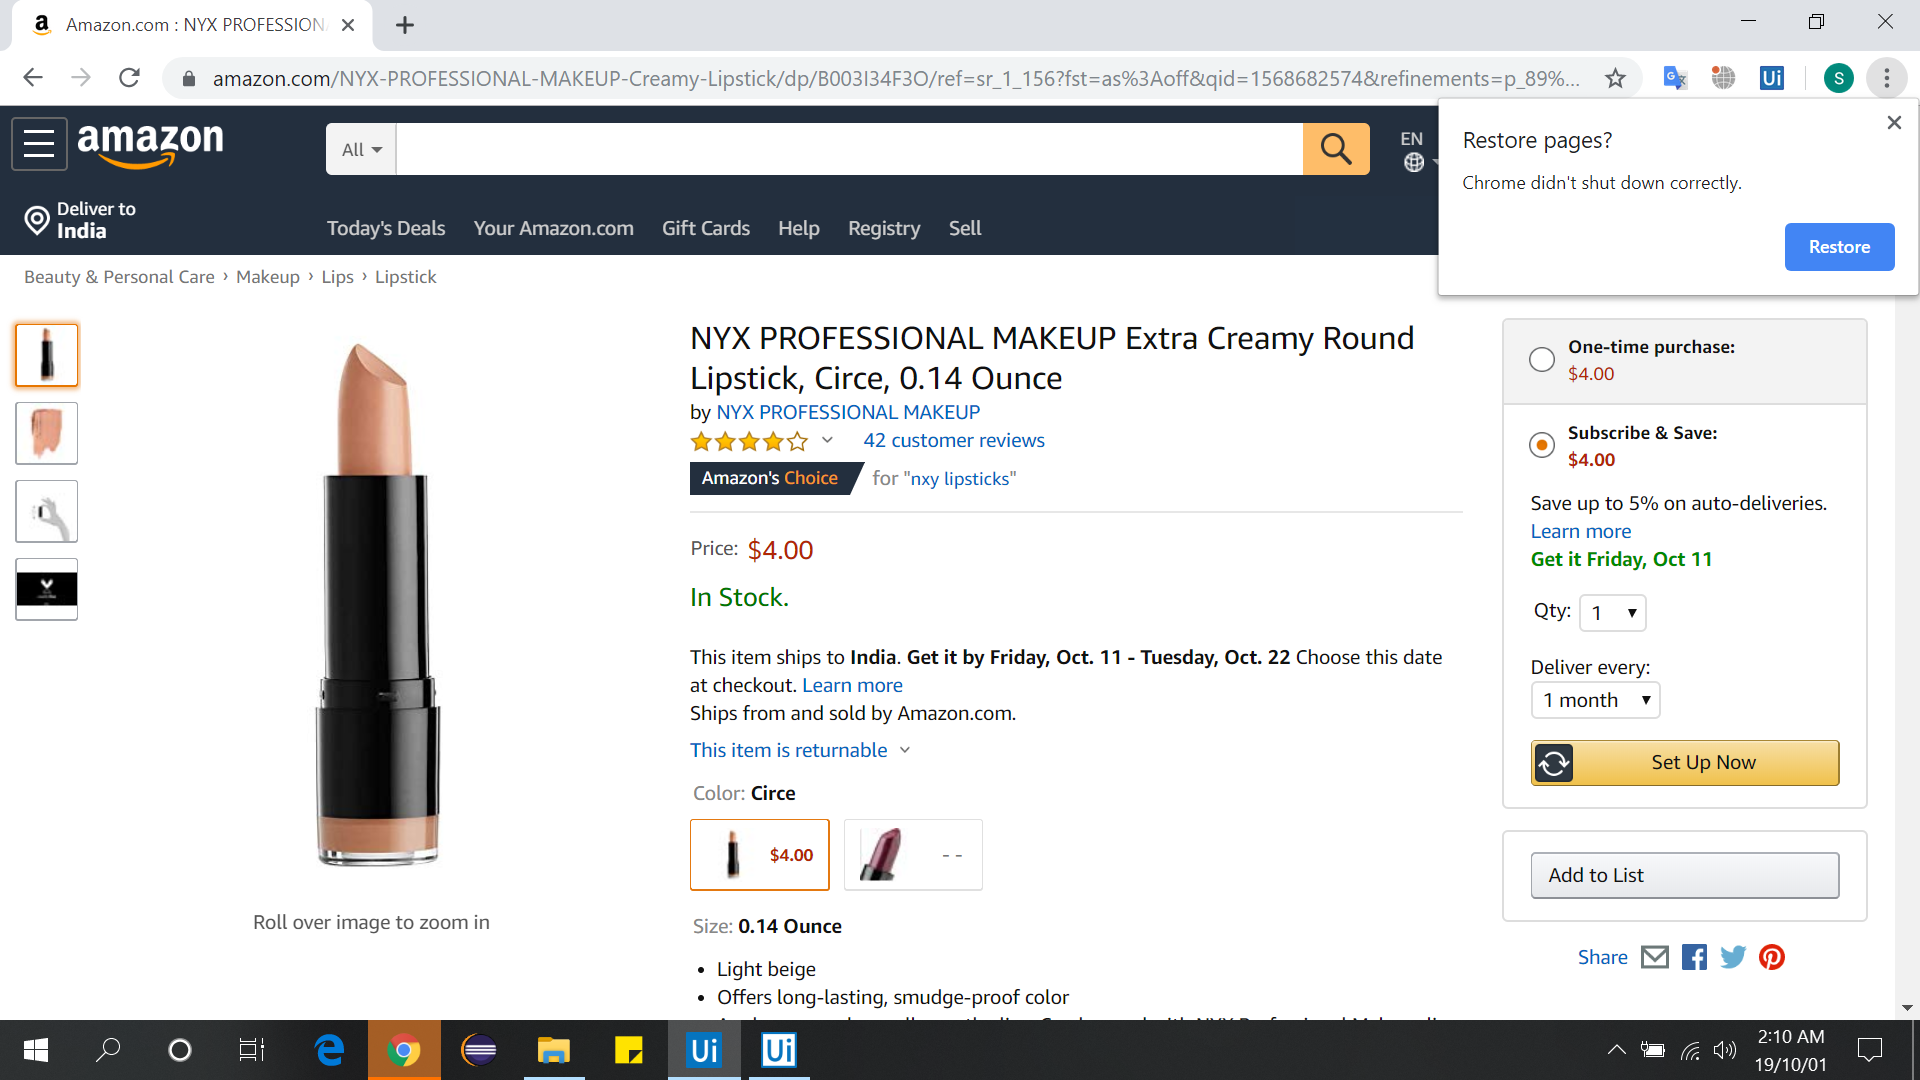 Amazon.com : NYX PROFESSION
amazon.com/NYX-PROFESSIONAL-MAKEUP-Creamy-Lipstick/dp/B003I34F3O/ref=sr_1_156?fst=as%3Aoff&qid=1568682574&refinements=p_89%...
Ui
S
Restore pages?
Chrome didn't shut down correctly.
Restore
amazon
All
EN
Deliver to
India
Today's Deals
Your Amazon.com
Gift Cards
Help
Registry
Sell
Beauty & Personal Care › Makeup › Lips › Lipstick
NYX PROFESSIONAL MAKEUP Extra Creamy Round
Lipstick, Circe, 0.14 Ounce
by NYX PROFESSIONAL MAKEUP
42 customer reviews
Amazon's Choice for "nxy lipsticks"
Price: $4.00
In Stock.
This item ships to India. Get it by Friday, Oct. 11 - Tuesday, Oct. 22 Choose this date
at checkout. Learn more
Ships from and sold by Amazon.com.
This item is returnable
Color: Circe
$4.00
- -
Size: 0.14 Ounce
• Light beige
• Offers long-lasting, smudge-proof color
Roll over image to zoom in
One-time purchase:
$4.00
Subscribe & Save:
$4.00
Save up to 5% on auto-deliveries.
Learn more
Get it Friday, Oct 11
Qty: 1
Deliver every:
1 month
Set Up Now
Add to List
Share
Ui
Ui
2:10 AM
19/10/01